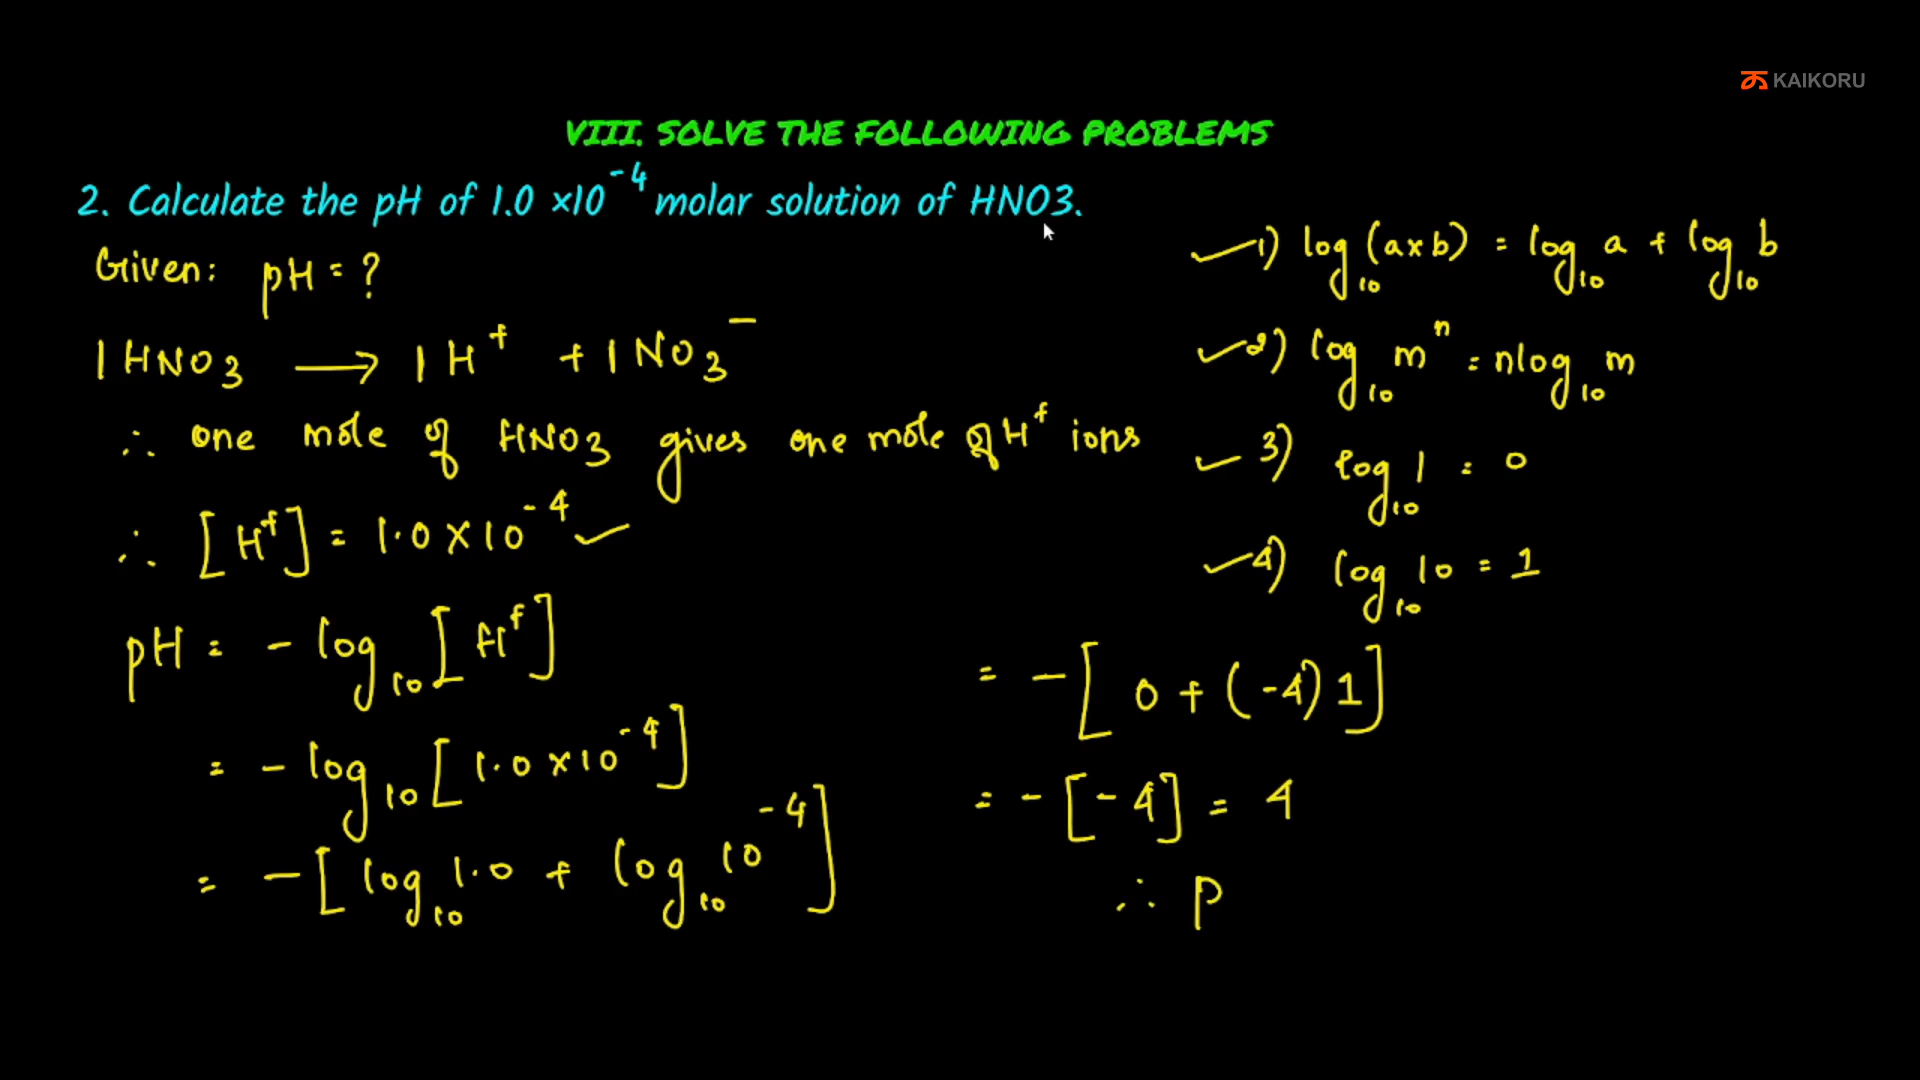 KAIKORU
VIII. SOLVE THE FOLLOWING PROBLEMS
2. Calculate the pH of 1.0 ×10⁻⁴ molar solution of HNO3.
Given: pH = ?
1 HNO₃ ⟶ 1 H⁺ + 1 NO₃⁻
∴ one mole of HNO₃ gives one mole of H⁺ ions
∴ [H⁺] = 1.0 × 10⁻⁴ ✓
pH = - log₁₀ [H⁺]
= - log₁₀ [1.0 × 10⁻⁴]
= - [log₁₀ 1.0 + log₁₀ 10⁻⁴]
✓ 1) log₁₀ (a×b) = log₁₀ a + log₁₀ b
✓ 2) log₁₀ mⁿ = n log₁₀ m
✓ 3) log₁₀ 1 = 0
✓ 4) log₁₀ 10 = 1
= - [0 + (-4) 1]
= - [-4] = 4
∴ p